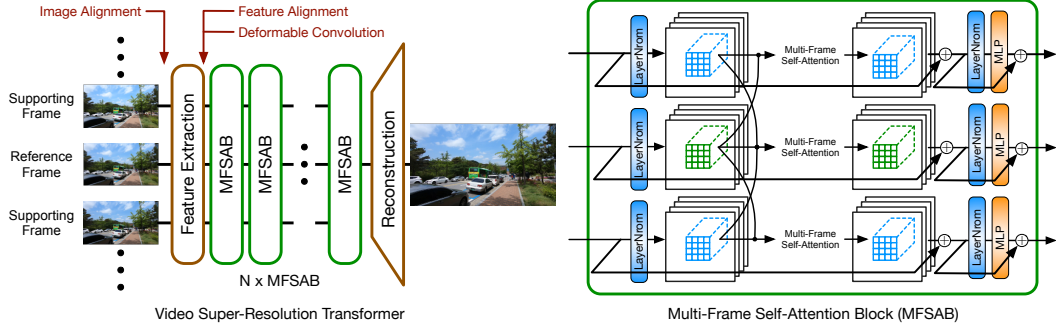 Image Alignment
Feature Alignment
Deformable Convolution
Supporting
Frame
Reference
Frame
Supporting
Frame
Feature Extraction
MFSAB
MFSAB
MFSAB
Reconstruction
N x MFSAB
Video Super-Resolution Transformer
LayerNrom
Multi-Frame
Self-Attention
LayerNrom
MLP
LayerNrom
Multi-Frame
Self-Attention
LayerNrom
MLP
LayerNrom
Multi-Frame
Self-Attention
LayerNrom
MLP
Multi-Frame Self-Attention Block (MFSAB)